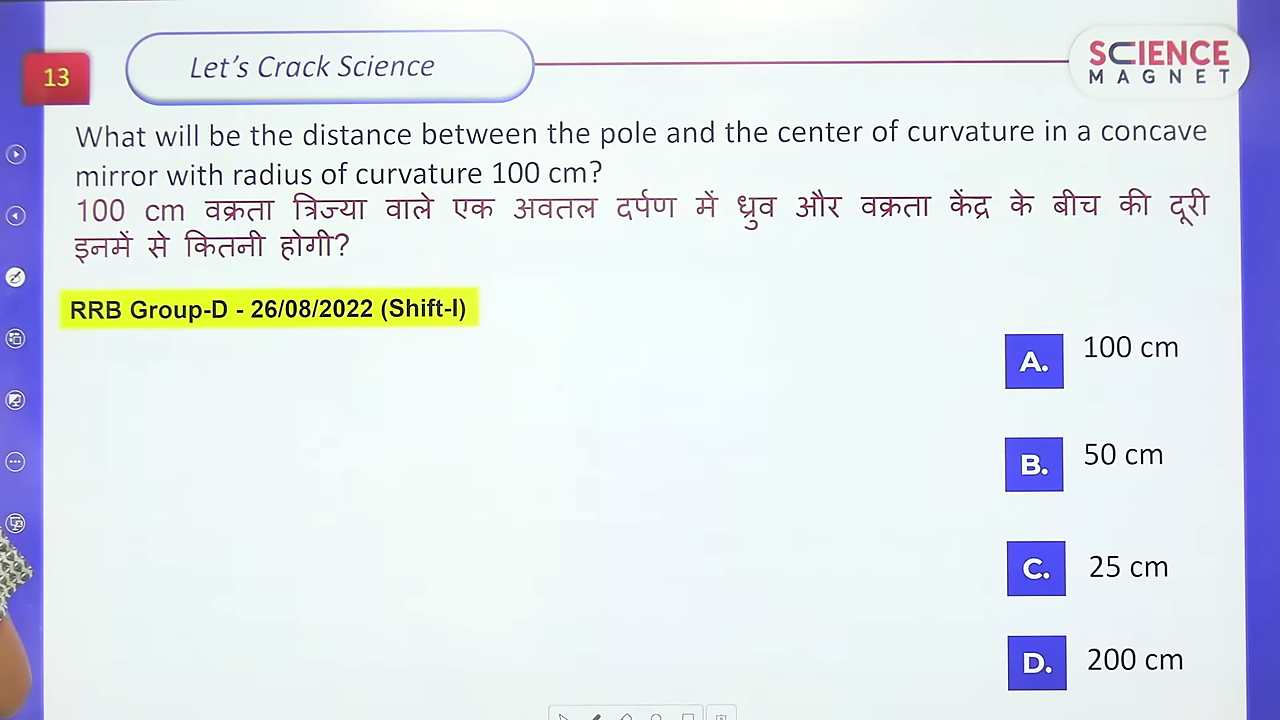 13
Let's Crack Science
SCIENCE
MAGNET
What will be the distance between the pole and the center of curvature in a concave
mirror with radius of curvature 100 cm?
100 cm वक्रता त्रिज्या वाले एक अवतल दर्पण में ध्रुव और वक्रता केंद्र के बीच की दूरी
इनमें से कितनी होगी?
RRB Group-D - 26/08/2022 (Shift-I)
A. 100 cm
B. 50 cm
C. 25 cm
D. 200 cm